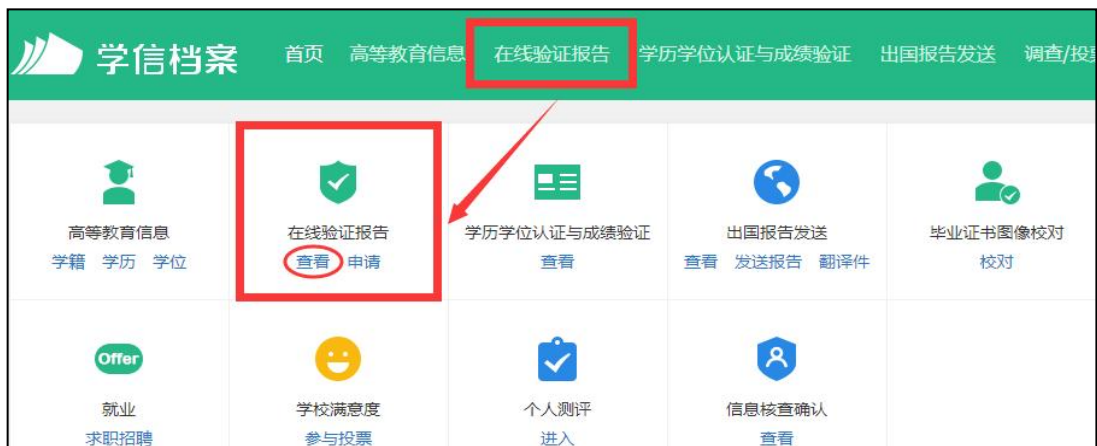 学信档案 首页 高等教育信息 在线验证报告 学历学位认证与成绩验证 出国报告发送 调查/投票
高等教育信息 在线验证报告 学历学位认证与成绩验证 出国报告发送 毕业证书图像校对
学籍 学历 学位 查看 申请 查看 查看 发送报告 翻译件 校对
Offer
就业 学校满意度 个人测评 信息核查确认
求职招聘 参与投票 进入 查看